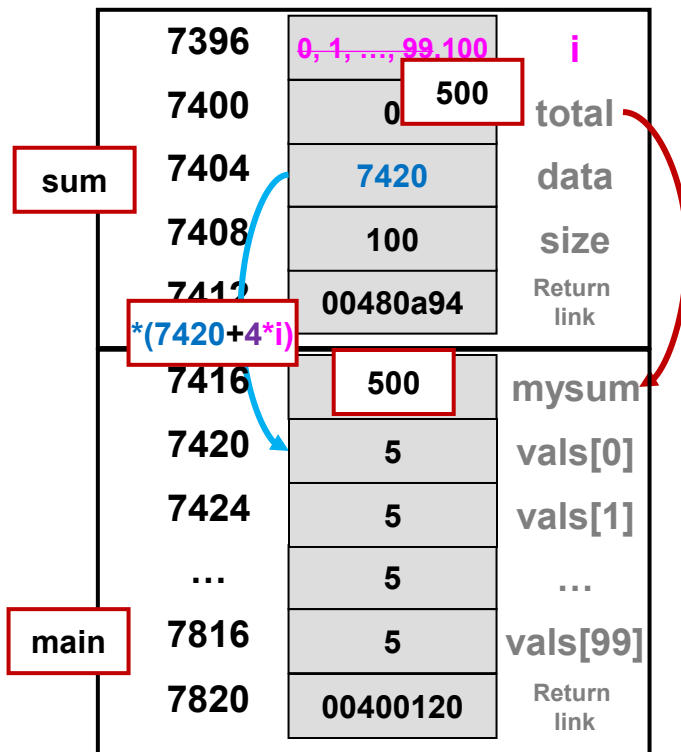 7396 0, 1, …, 99,100 i
7400 0 500 total
sum 7404 7420 data
7408 100 size
7412 00480a94 Return link
*(7420+4*i)
7416 500 mysum
7420 5 vals[0]
7424 5 vals[1]
… 5 …
main 7816 5 vals[99]
7820 00400120 Return link